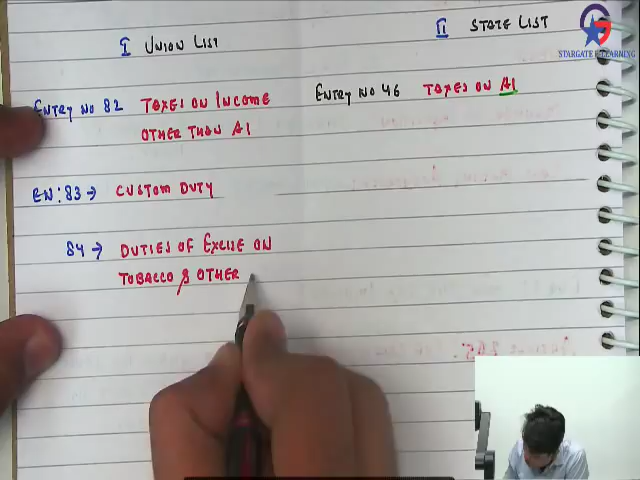 I UNION LIST
ENTRY NO 82 TAXES ON INCOME
OTHER THAN AI
EN: 83 → CUSTOM DUTY
84 → DUTIES OF EXCISE ON
TOBACCO & OTHER
II STATE LIST
ENTRY NO 46 TAXES ON AI
STARGATE E-LEARNING